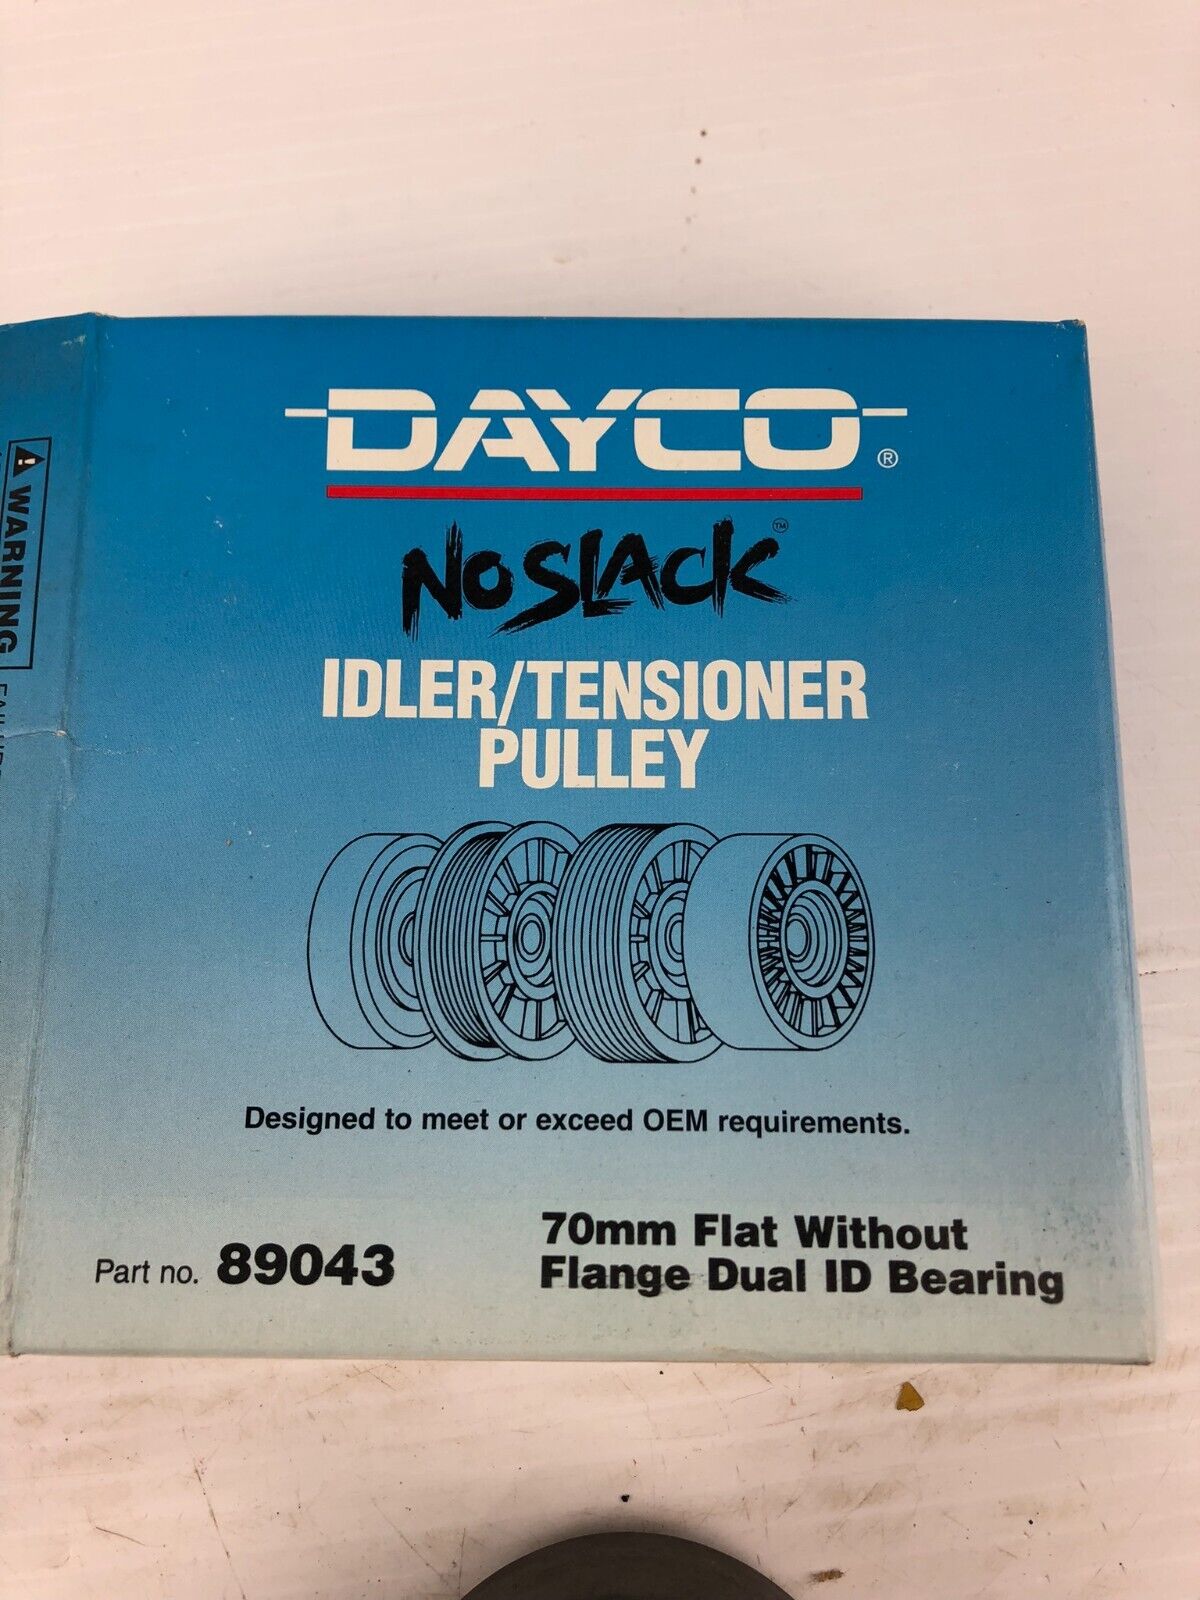 DAYCO®
NO SLACK™
IDLER/TENSIONER
PULLEY
Designed to meet or exceed OEM requirements.
Part no. 89043
70mm Flat Without
Flange Dual ID Bearing
WARNING